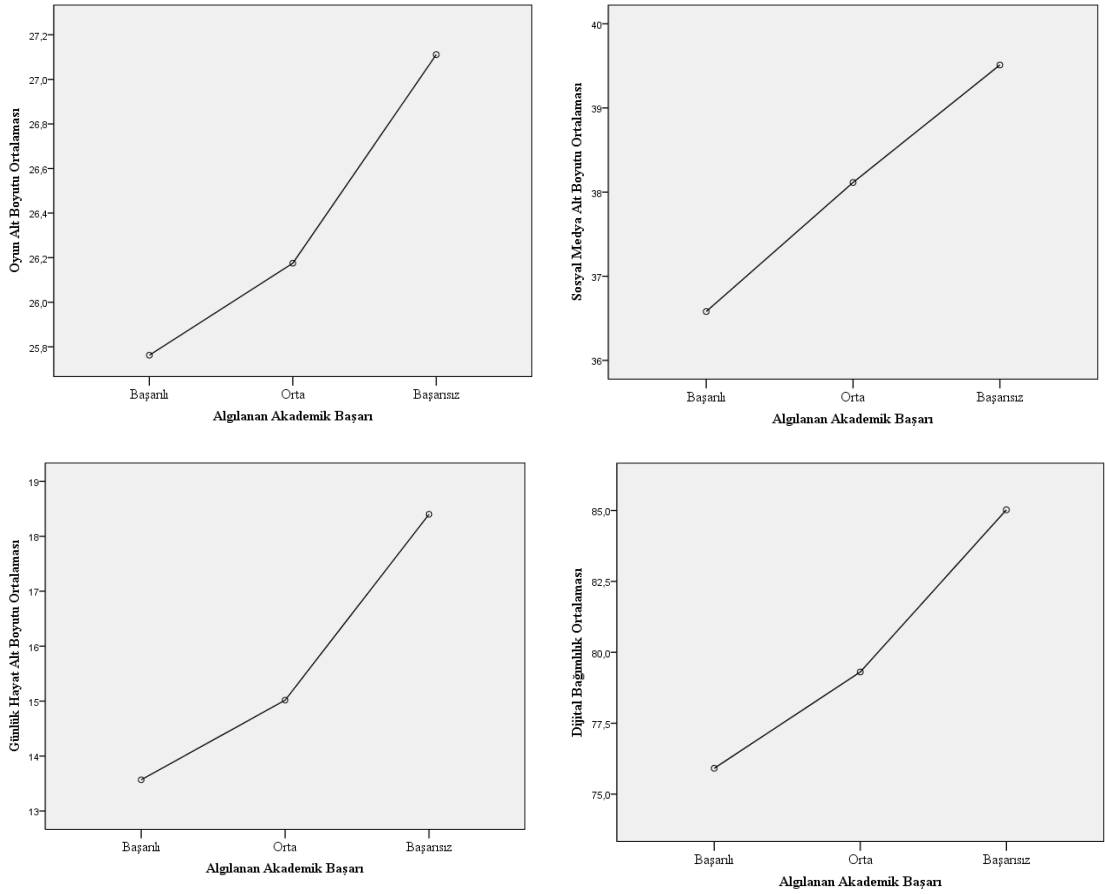 Oyun Alt Boyutu Ortalaması
27,2
27,0
26,8
26,6
26,4
26,2
26,0
25,8
Başarılı Orta Başarısız
Algılanan Akademik Başarı
Sosyal Medya Alt Boyutu Ortalaması
40
39
38
37
36
Başarılı Orta Başarısız
Algılanan Akademik Başarı
Günlük Hayat Alt Boyutu Ortalaması
19
18
17
16
15
14
13
Başarılı Orta Başarısız
Algılanan Akademik Başarı
Dijital Bağımlılık Ortalaması
85,0
82,5
80,0
77,5
75,0
Başarılı Orta Başarısız
Algılanan Akademik Başarı